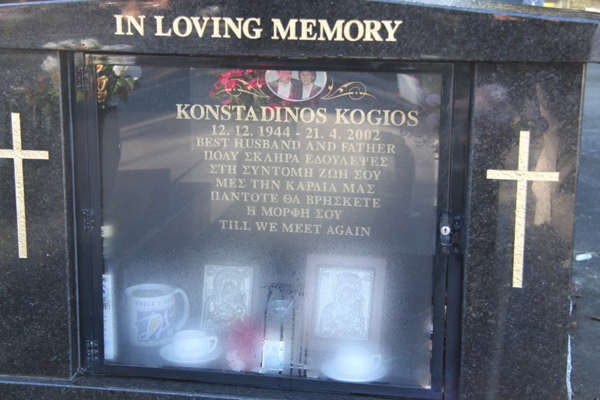 IN LOVING MEMORY
KONSTADINOS KOGIOS
12. 12. 1944 - 21. 4. 2002
BEST HUSBAND AND FATHER
ΠΟΛΥ ΣΚΛΗΡΑ ΕΔΟΥΛΕΨΕΣ
ΣΤΗ ΣΥΝΤΟΜΗ ΖΩΗ ΣΟΥ
ΜΕΣ ΤΗΝ ΚΑΡΔΙΑ ΜΑΣ
ΠΑΝΤΟΤΕ ΘΑ ΒΡΗΣΚΕΤΕ
Η ΜΟΡΦΗ ΣΟΥ
TILL WE MEET AGAIN